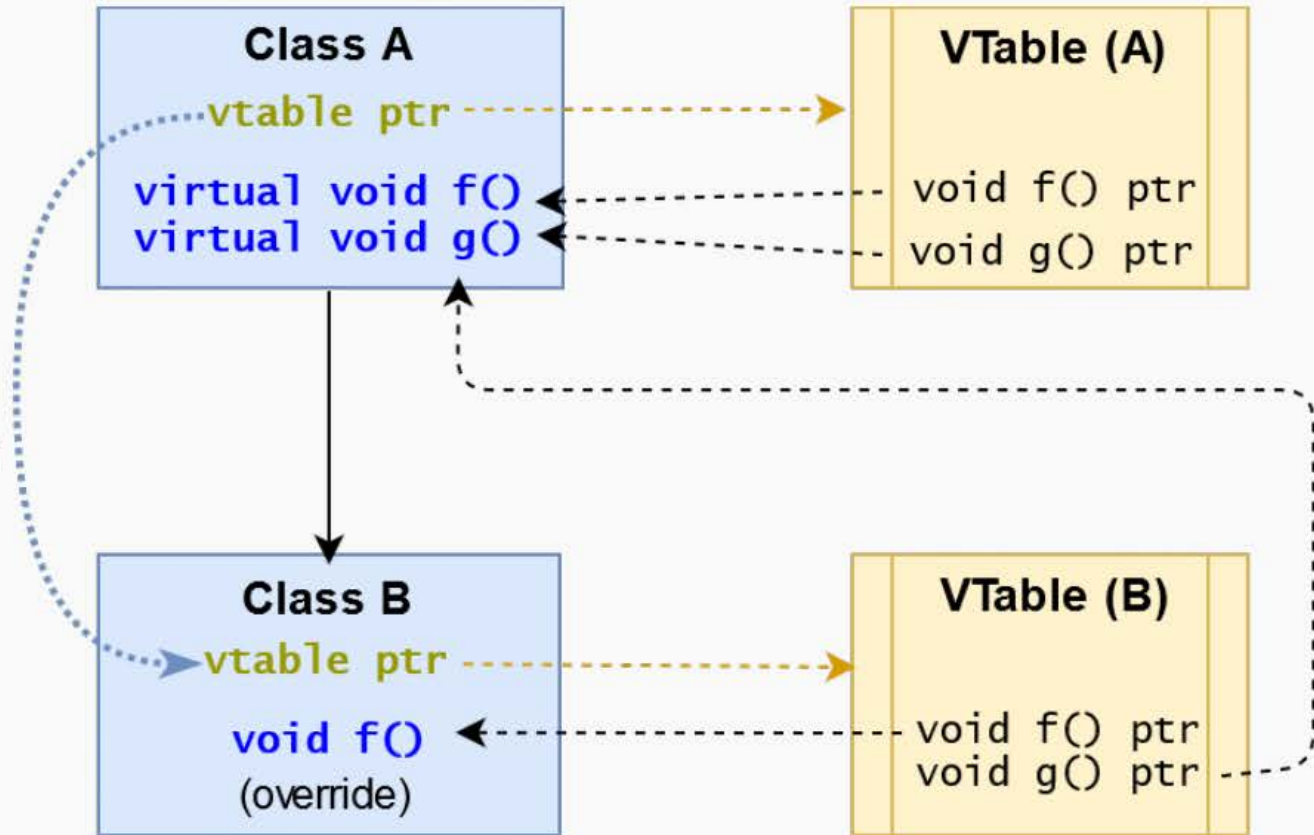 Class A
vtable ptr
virtual void f()
virtual void g()
VTable (A)
void f() ptr
void g() ptr
Class B
vtable ptr
void f()
(override)
VTable (B)
void f() ptr
void g() ptr